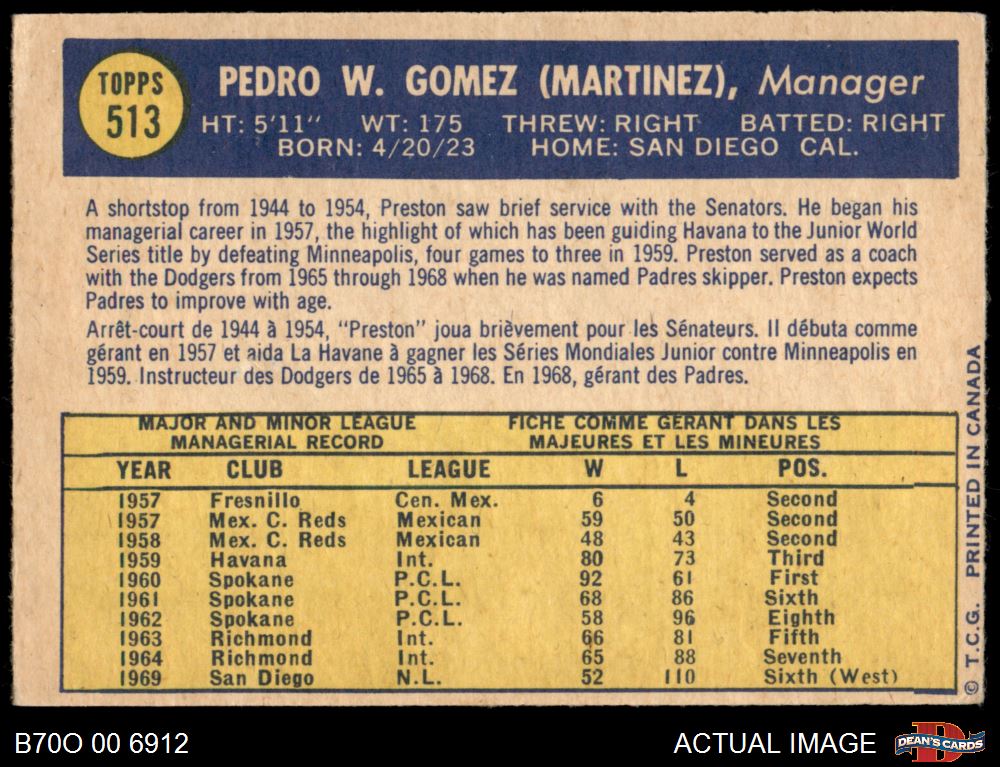 TOPPS
513
PEDRO W. GOMEZ (MARTINEZ), Manager
HT: 5'11" WT: 175 THREW: RIGHT BATTED: RIGHT
BORN: 4/20/23 HOME: SAN DIEGO CAL.
A shortstop from 1944 to 1954, Preston saw brief service with the Senators. He began his
managerial career in 1957, the highlight of which has been guiding Havana to the Junior World
Series title by defeating Minneapolis, four games to three in 1959. Preston served as a coach
with the Dodgers from 1965 through 1968 when he was named Padres skipper. Preston expects
Padres to improve with age.
Arrêt-court de 1944 à 1954, "Preston" joua brièvement pour les Sénateurs. Il débuta comme
gérant en 1957 et aida La Havane à gagner les Séries Mondiales Junior contre Minneapolis en
1959. Instructeur des Dodgers de 1965 à 1968. En 1968, gérant des Padres.
MAJOR AND MINOR LEAGUE FICHE COMME GERANT DANS LES
MANAGERIAL RECORD MAJEURES ET LES MINEURES
YEAR CLUB LEAGUE W L POS.
1957 Fresnillo Cen. Mex. 6 4 Second
1957 Mex. C. Reds Mexican 59 50 Second
1958 Mex. C. Reds Mexican 48 43 Second
1959 Havana Int. 80 73 Third
1960 Spokane P.C.L. 92 61 First
1961 Spokane P.C.L. 68 86 Sixth
1962 Spokane P.C.L. 58 96 Eighth
1963 Richmond Int. 66 81 Fifth
1964 Richmond Int. 65 88 Seventh
1969 San Diego N.L. 52 110 Sixth (West)
© T.C.G. PRINTED IN CANADA
B70O 00 6912
ACTUAL IMAGE
D
DEAN'S CARDS